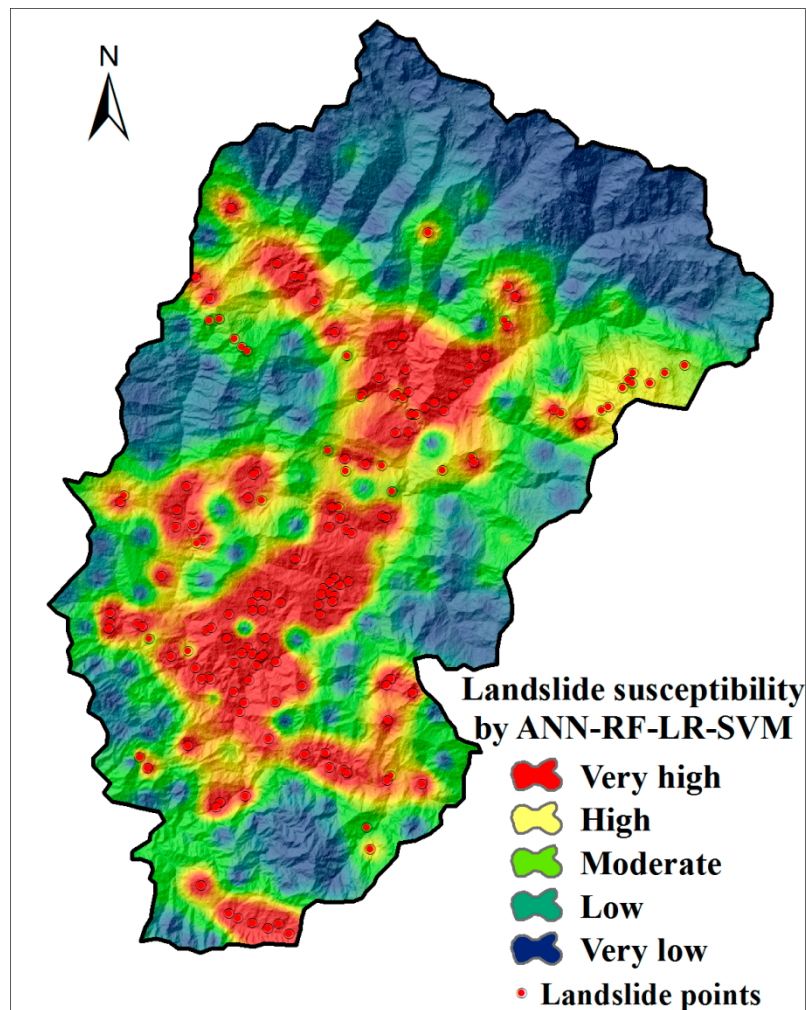 N
Landslide susceptibility
by ANN-RF-LR-SVM
Very high
High
Moderate
Low
Very low
Landslide points